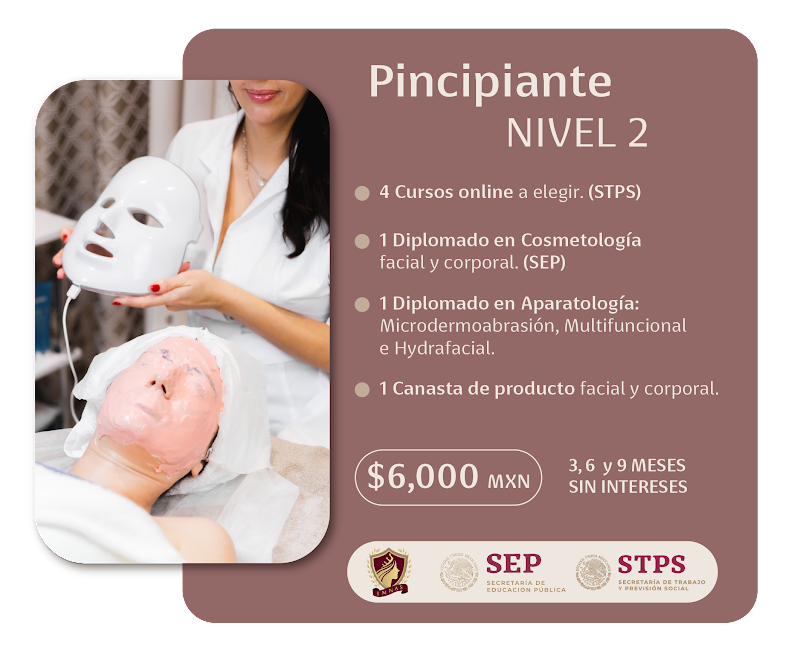 Pincipiante
NIVEL 2
4 Cursos online a elegir. (STPS)
1 Diplomado en Cosmetología
facial y corporal. (SEP)
1 Diplomado en Aparatología:
Microdermoabrasión, Multifuncional
e Hydrafacial.
1 Canasta de producto facial y corporal.
$6,000 MXN
3, 6 y 9 MESES
SIN INTERESES
SEP
SECRETARÍA DE
EDUCACIÓN PÚBLICA
STPS
SECRETARÍA DE TRABAJO
Y PREVISIÓN SOCIAL